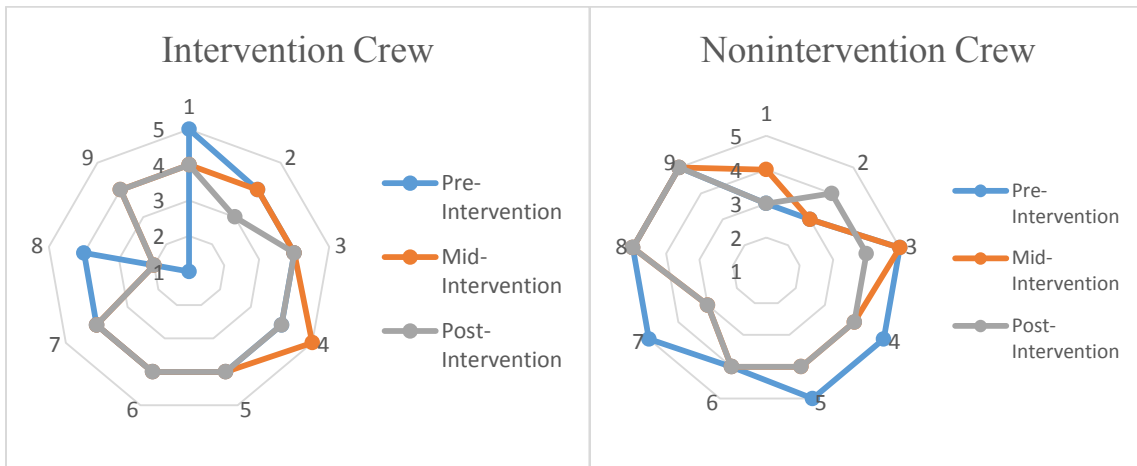 Intervention Crew
1
2
3
4
5
6
7
8
9
5
4
3
2
1
Pre-
Intervention
Mid-
Intervention
Post-
Intervention
Nonintervention Crew
1
2
3
4
5
6
7
8
9
5
4
3
2
1
Pre-
Intervention
Mid-
Intervention
Post-
Intervention